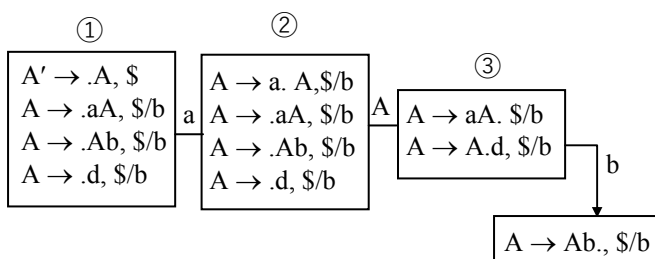 ①
A′ → .A, $
A → .aA, $/b
A → .Ab, $/b
A → .d, $/b
a
②
A → a. A,$/b
A → .aA, $/b
A → .Ab, $/b
A → .d, $/b
A
③
A → aA. $/b
A → A.d, $/b
b
A → Ab., $/b